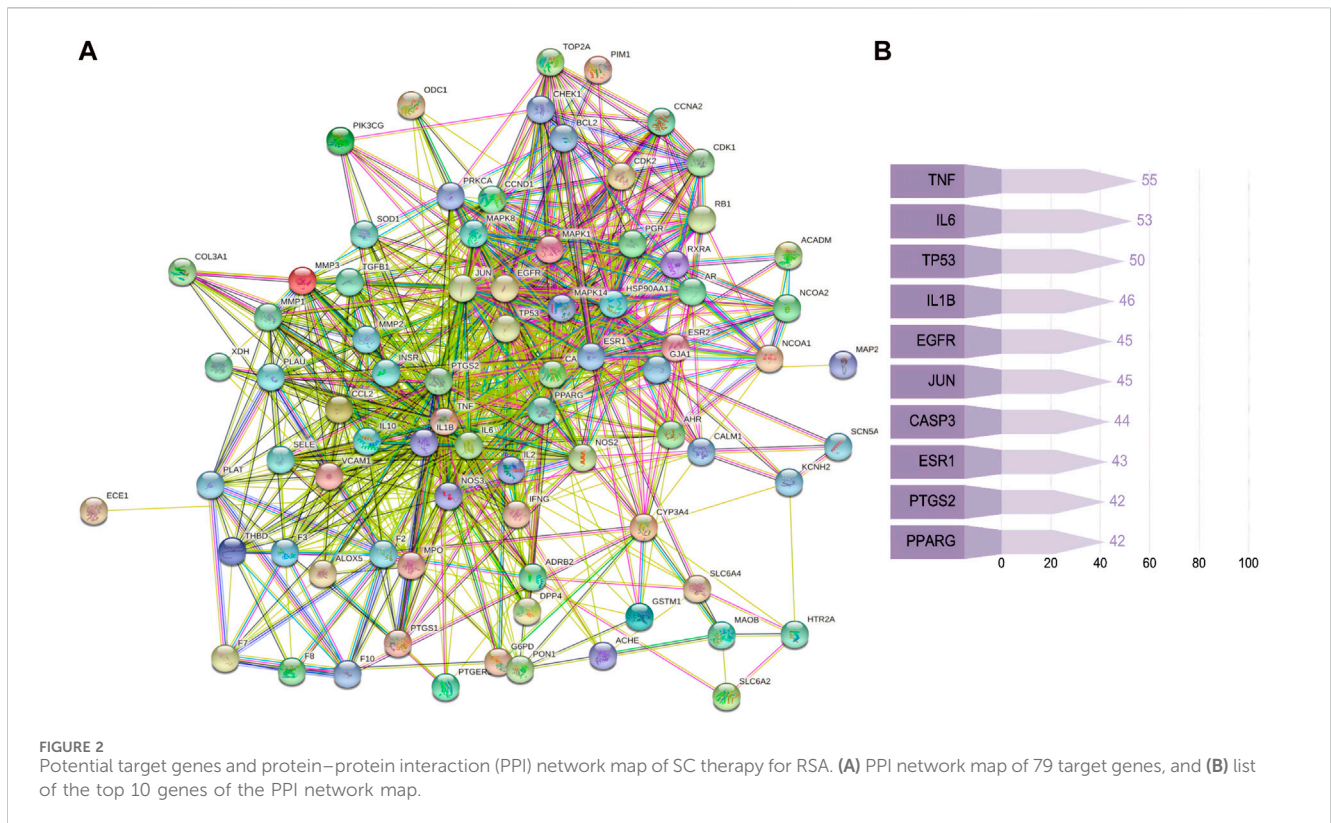 A
B
TOP2A
PIM1
ODC1
CHEK1
PIK3CG
BCL2
CCNA2
CDK2
CDK1
PRKCA
CCND1
RB1
SOD1
MAPK8
MAPK1
PGR
RXRA
ACADM
COL3A1
MMP3
TGFB1
JUN
EGFR
MAPK14
HSP90AA1
AR
NCOA2
MMP1
TP53
MMP2
ESR2
XDH
PLAU
INSR
ESR1
GJA1
NCOA1
MAP2
PTGS2
CA
CCL2
TNF
PPARG
IL10
IL1B
IL6
AHR
SELE
NOS2
CALM1
SCN5A
VCAM1
IL2
KCNH2
PLAT
NOS3
IFNG
ECE1
CYP3A4
THBD
F3
F2
ALOX5
MPO
ADRB2
SLC6A4
DPP4
GSTM1
MAOB
HTR2A
PTGS1
F7
F8
F10
G6PD
PON1
ACHE
PTGER
SLC6A2
TNF 55
IL6 53
TP53 50
IL1B 46
EGFR 45
JUN 45
CASP3 44
ESR1 43
PTGS2 42
PPARG 42
0 20 40 60 80 100
FIGURE 2
Potential target genes and protein–protein interaction (PPI) network map of SC therapy for RSA. (A) PPI network map of 79 target genes, and (B) list
of the top 10 genes of the PPI network map.